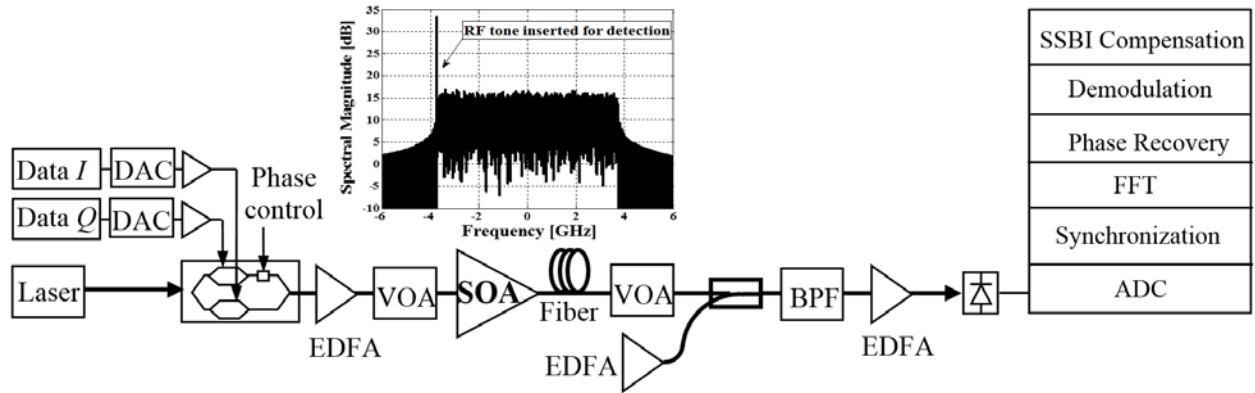 35
30
25
20
15
10
5
0
-5
-10
Spectral Magnitude [dB]
RF tone inserted for detection
-6
-4
-2
0
2
4
6
Frequency [GHz]
Data I
DAC
Data Q
DAC
Phase
control
Laser
EDFA
VOA
SOA
Fiber
VOA
EDFA
BPF
EDFA
SSBI Compensation
Demodulation
Phase Recovery
FFT
Synchronization
ADC